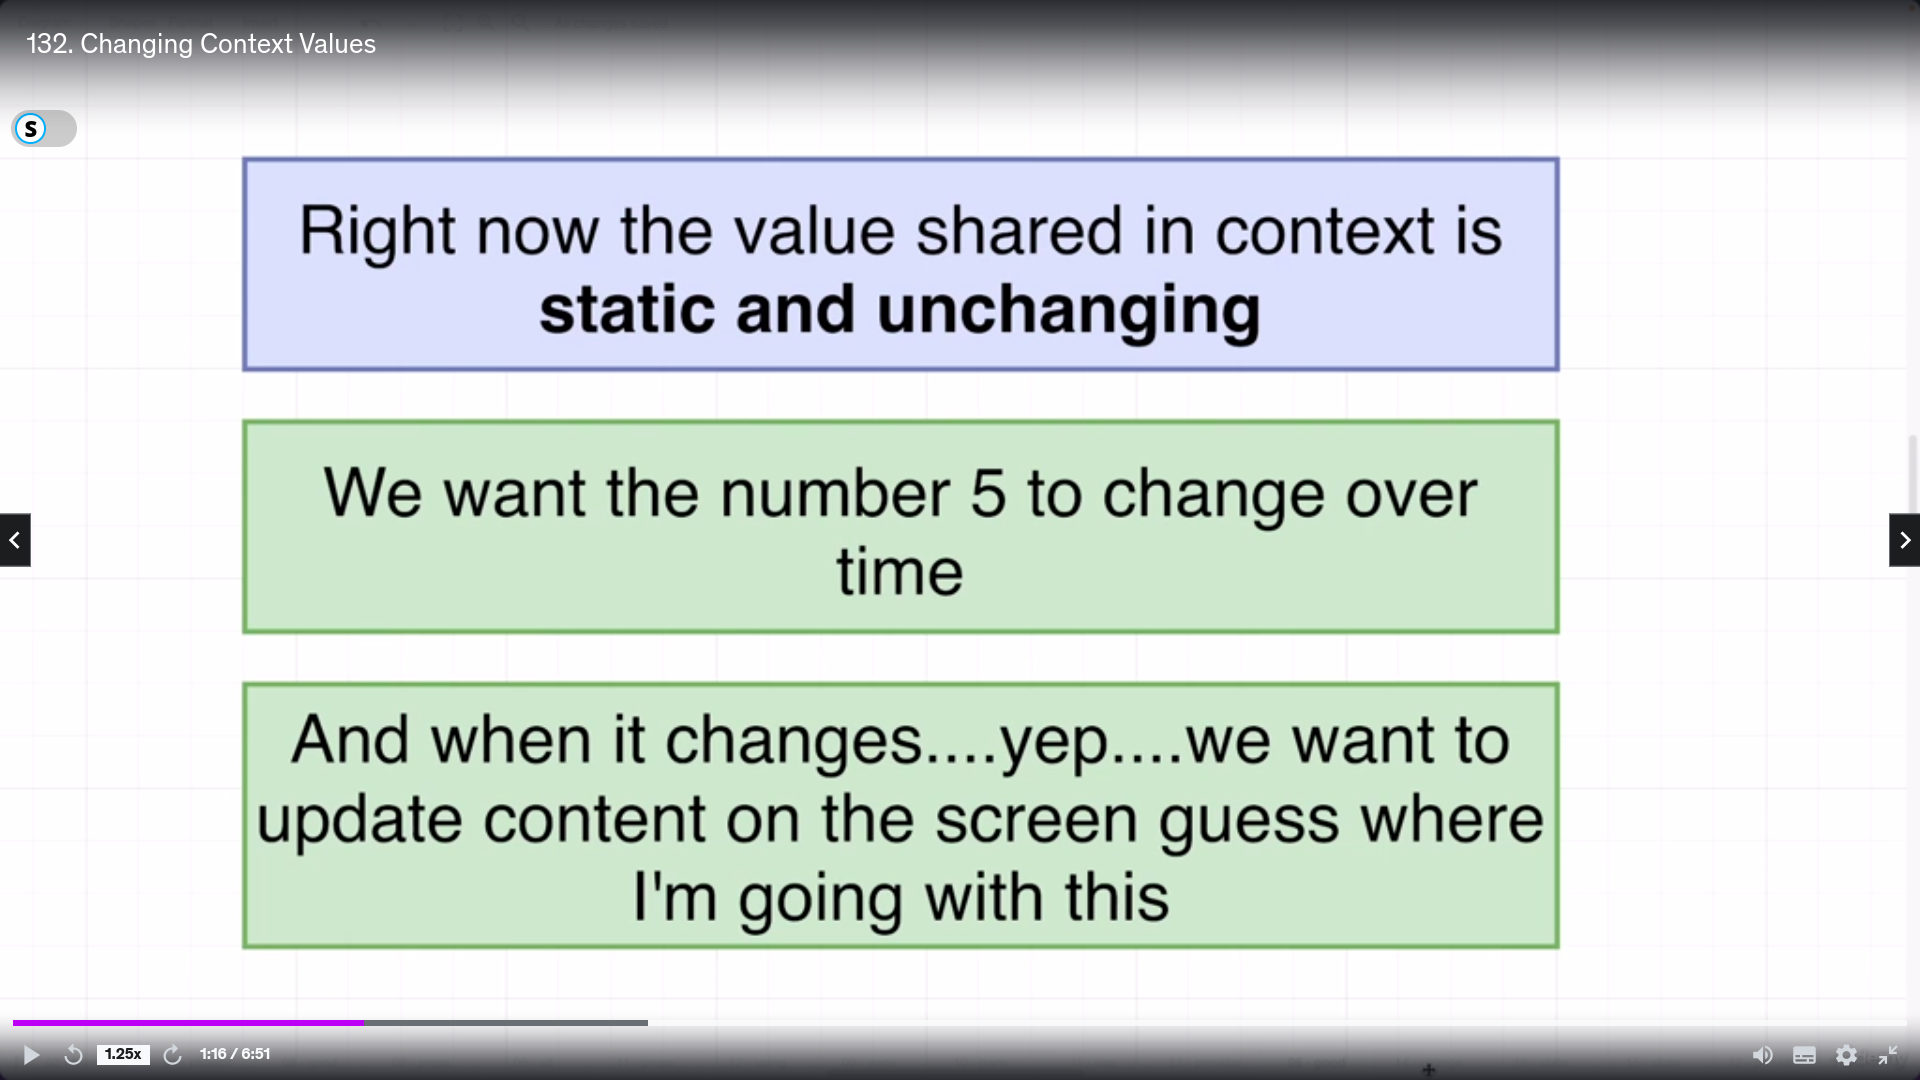 132. Changing Context Values
S
Right now the value shared in context is
static and unchanging
We want the number 5 to change over
time
And when it changes....yep....we want to
update content on the screen guess where
I'm going with this
1.25x
1:16 / 6:51